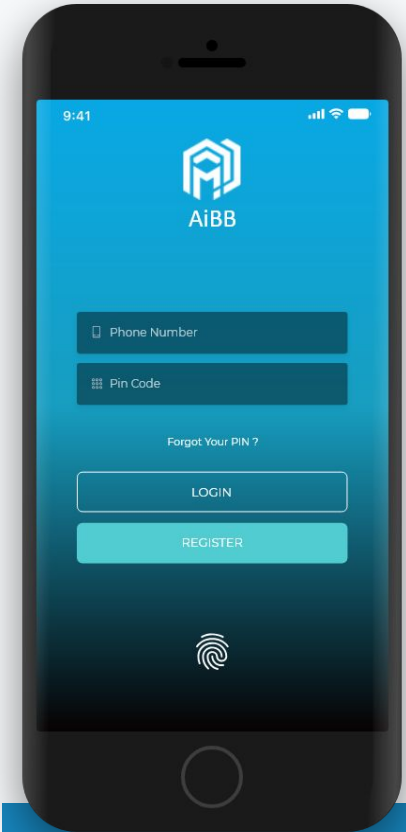 9:41
AiBB
Phone Number
Pin Code
Forgot Your PIN ?
LOGIN
REGISTER